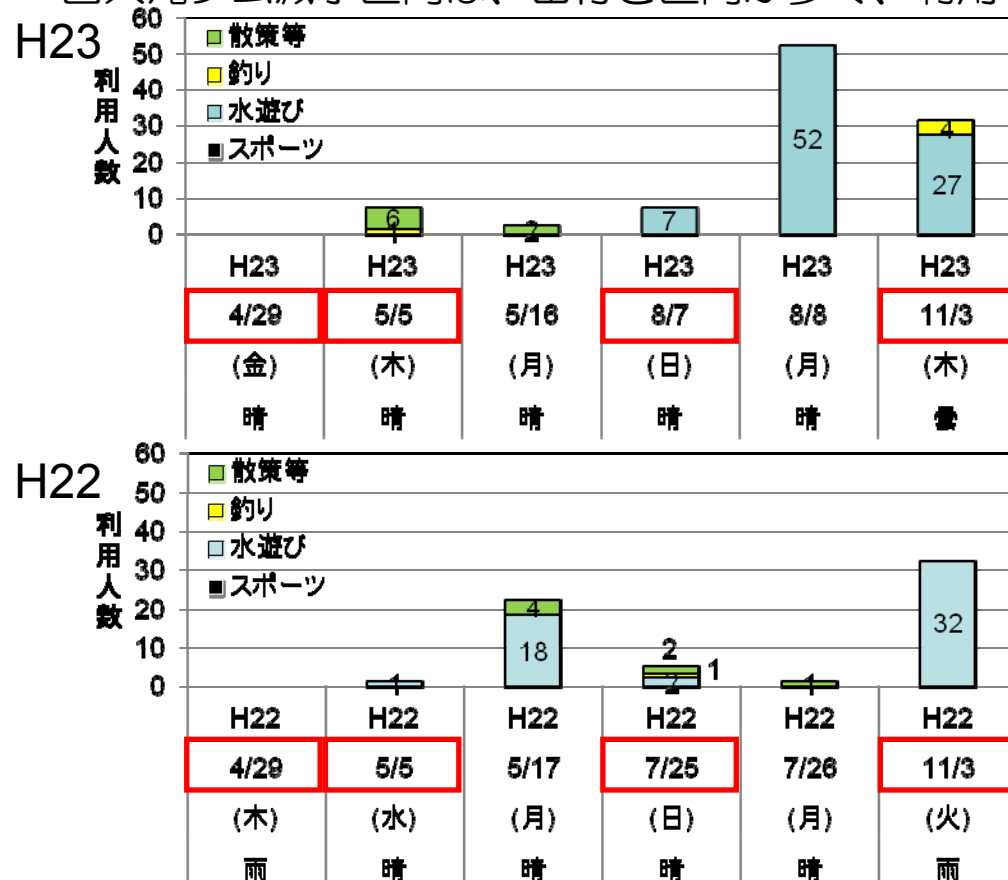 H23
利用人数
60
50
40
30
20
10
0
散策等
釣り
水遊び
スポーツ
6
1
2
7
52
4
27
H23 H23 H23 H23 H23 H23
4/29 5/5 5/16 8/7 8/8 11/3
(金) (木) (月) (日) (月) (木)
晴 晴 晴 晴 晴 曇
H22
利用人数
60
50
40
30
20
10
0
散策等
釣り
水遊び
スポーツ
1
4
18
2
1
2
1
32
H22 H22 H22 H22 H22 H22
4/29 5/5 5/17 7/25 7/26 11/3
(木) (水) (月) (日) (月) (火)
雨 晴 晴 晴 晴 雨